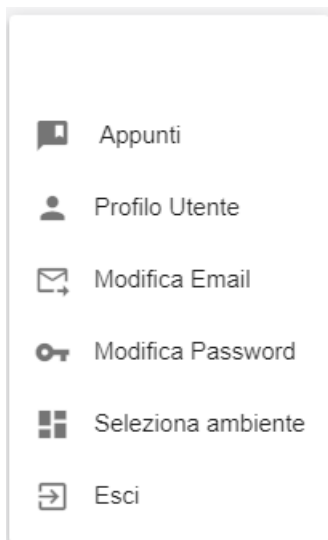 Appunti
Profilo Utente
Modifica Email
Modifica Password
Seleziona ambiente
Esci